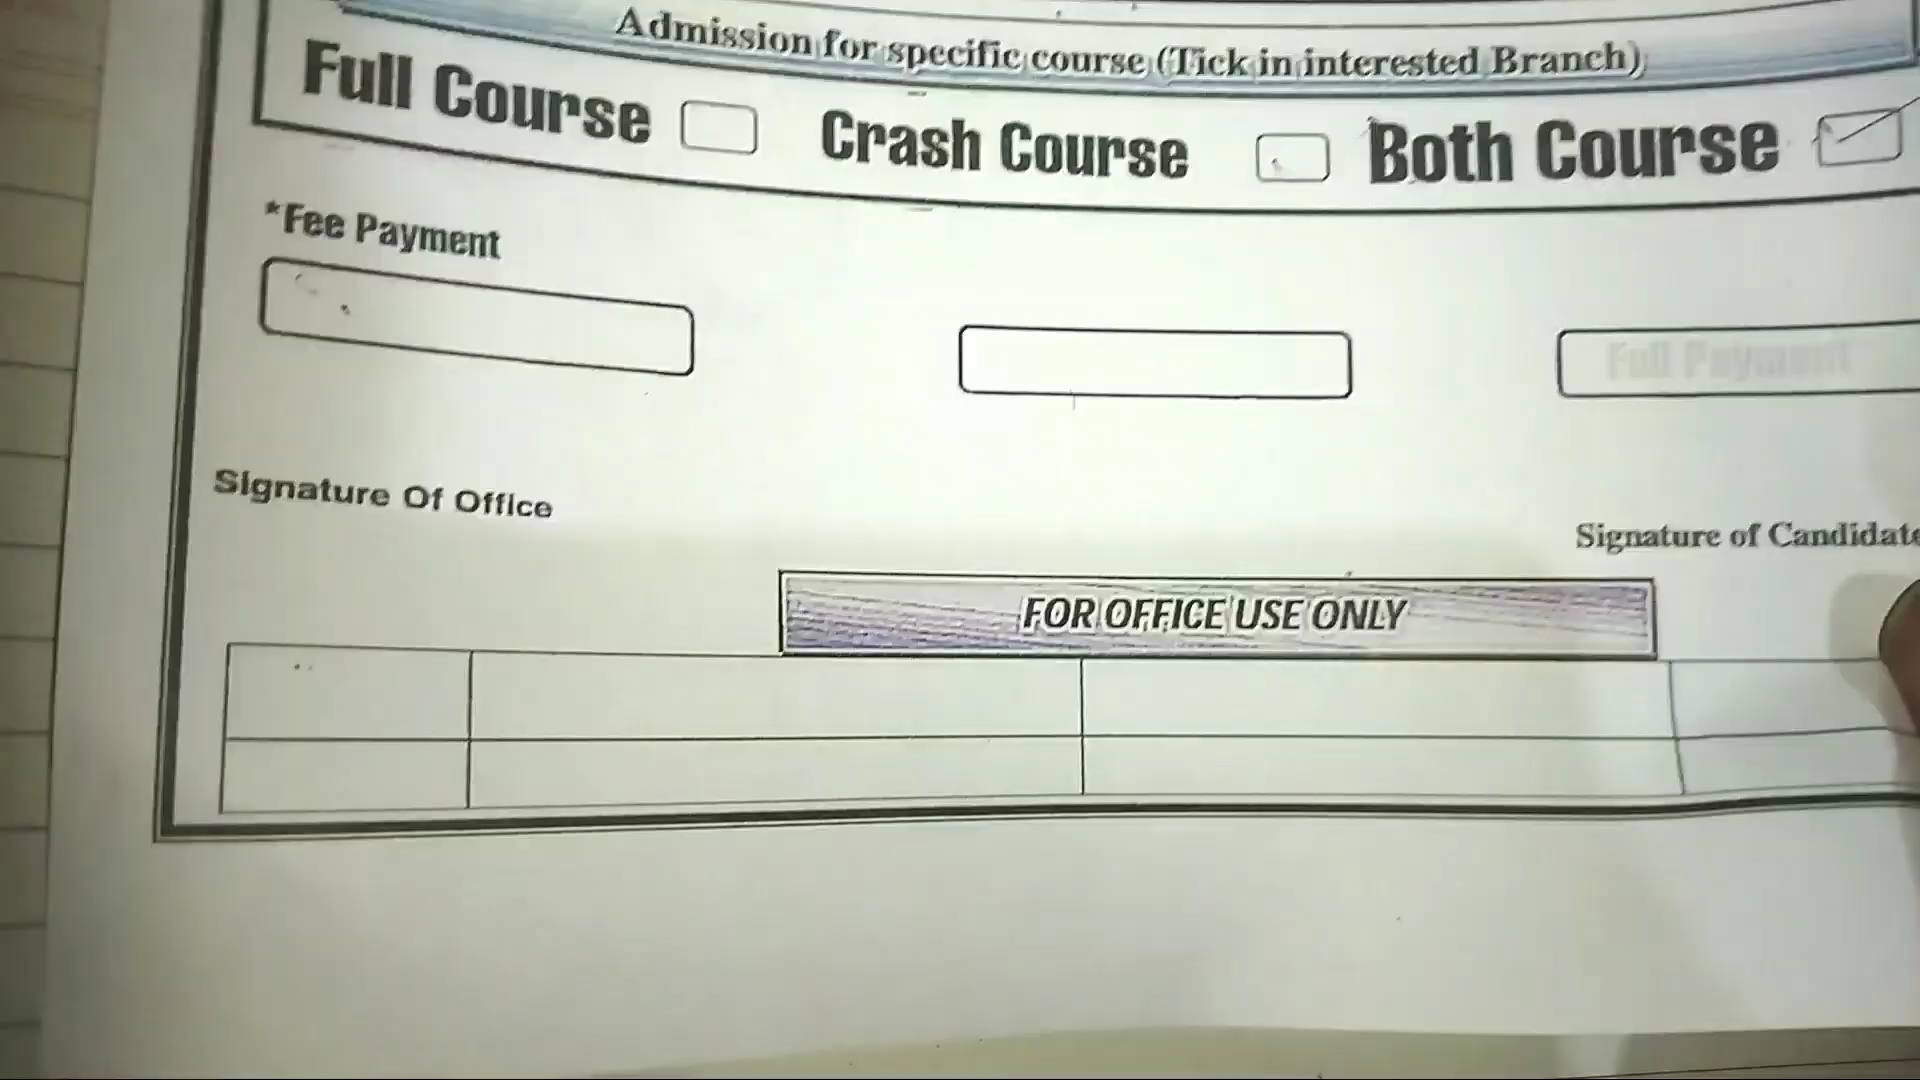 Admission for specific course (Tick in interested Branch)
Full Course Crash Course Both Course
*Fee Payment
Full Payment
Signature Of Office
Signature of Candidate
FOR OFFICE USE ONLY